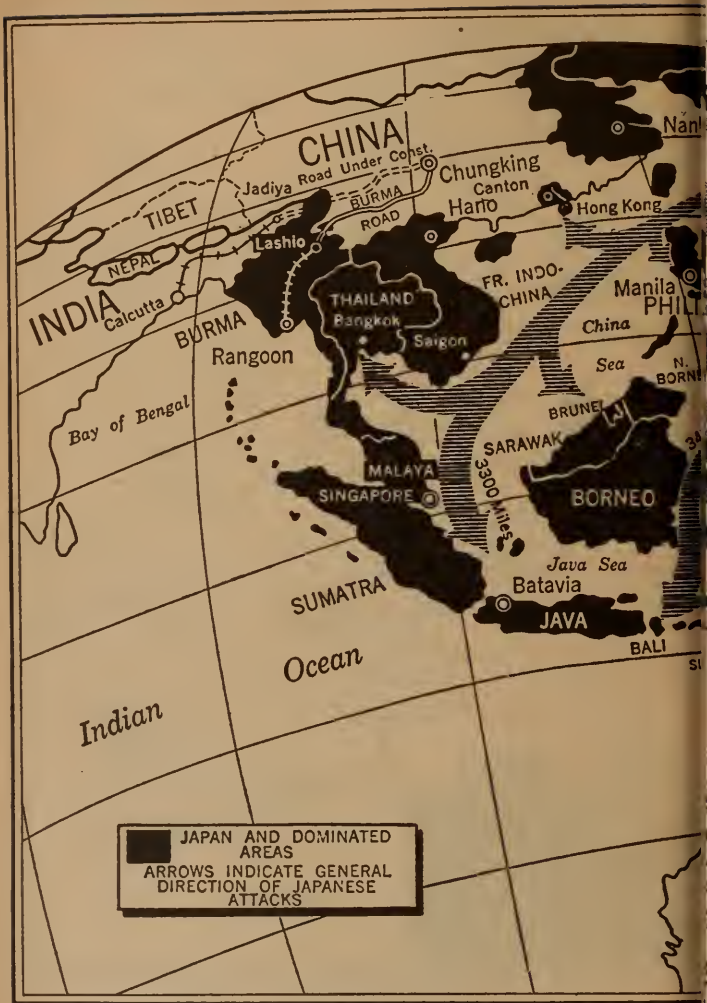 CHINA
Road Under Const.
Chungking
Jadiya
BURMA
ROAD
Canton
Hano
Hong Kong
TIBET
Lashio
NEPAL
INDIA
Calcutta
BURMA
Rangoon
THAILAND
Bangkok
Saigon
FR. INDO-
CHINA
Manila
China
Sea
Bay of Bengal
BRUNEI
SARAWAK
MALAYA
SINGAPORE
3300 Miles
BORNEO
Java Sea
SUMATRA
Batavia
JAVA
BALI
Indian
Ocean
JAPAN AND DOMINATED
AREAS
ARROWS INDICATE GENERAL
DIRECTION OF JAPANESE
ATTACKS